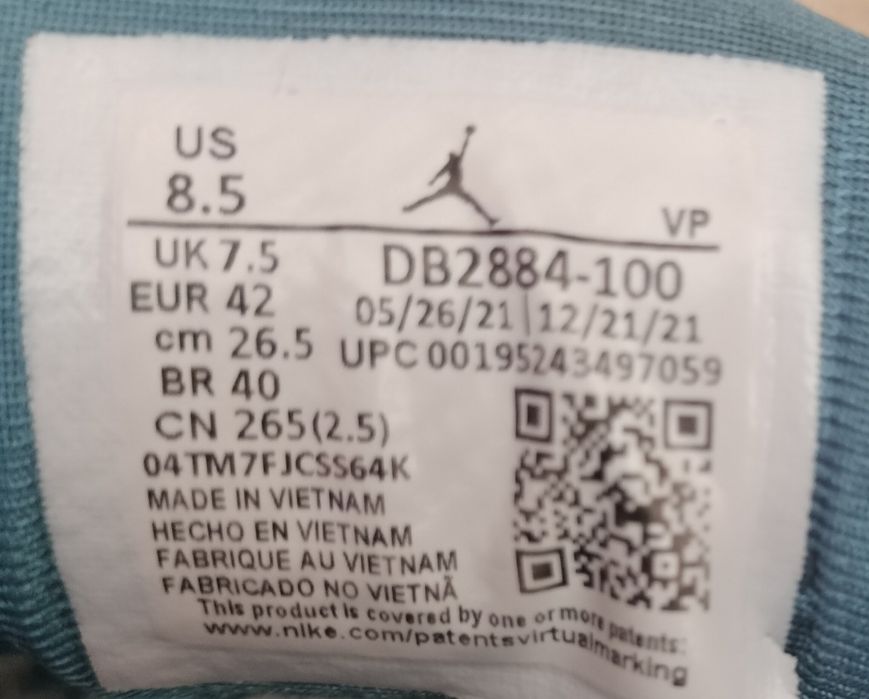 US
8.5
VP
UK 7.5
EUR 42
cm 26.5
BR 40
CN 265(2.5)
DB2884-100
05/26/21 | 12/21/21
UPC 00195243497059
04TM7FJCSS64K
MADE IN VIETNAM
HECHO EN VIETNAM
FABRIQUE AU VIETNAM
FABRICADO NO VIETNÃ
This product is covered by one or more patents:
www.nike.com/patentsvirtualmarking